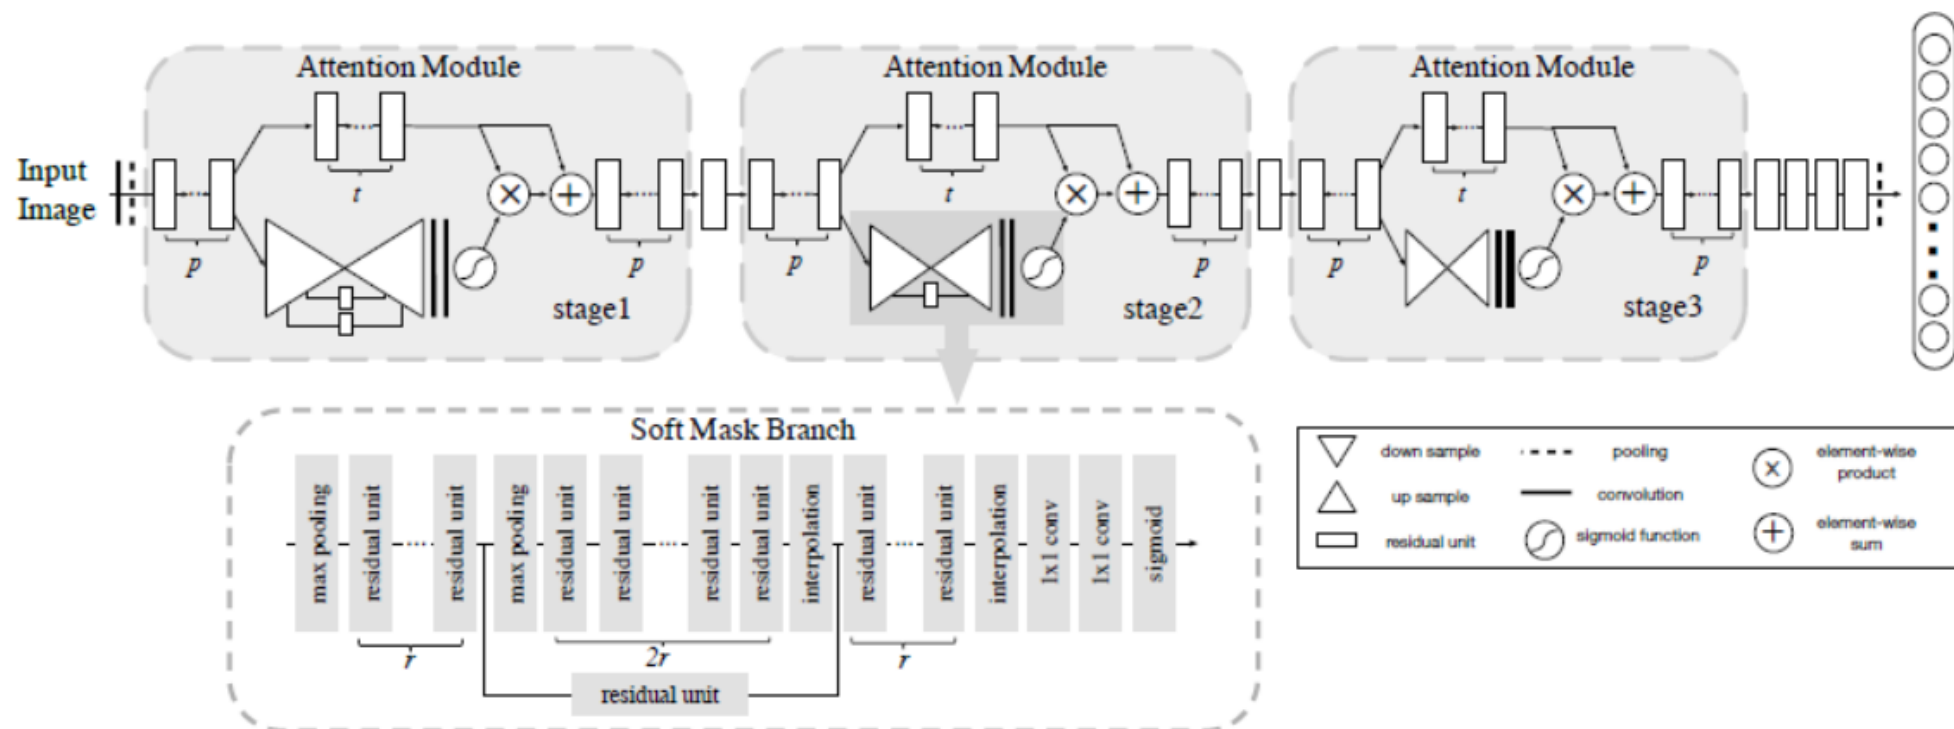 Attention Module
Attention Module
Attention Module
Input
Image
t
t
t
p
p
p
p
p
p
stage1
stage2
stage3
Soft Mask Branch
max pooling
residual unit
...
residual unit
max pooling
residual unit
residual unit
...
residual unit
residual unit
interpolation
residual unit
...
residual unit
interpolation
1x1 conv
1x1 conv
sigmoid
r
2r
r
residual unit
down sample
up sample
residual unit
pooling
convolution
sigmoid function
element-wise
product
element-wise
sum